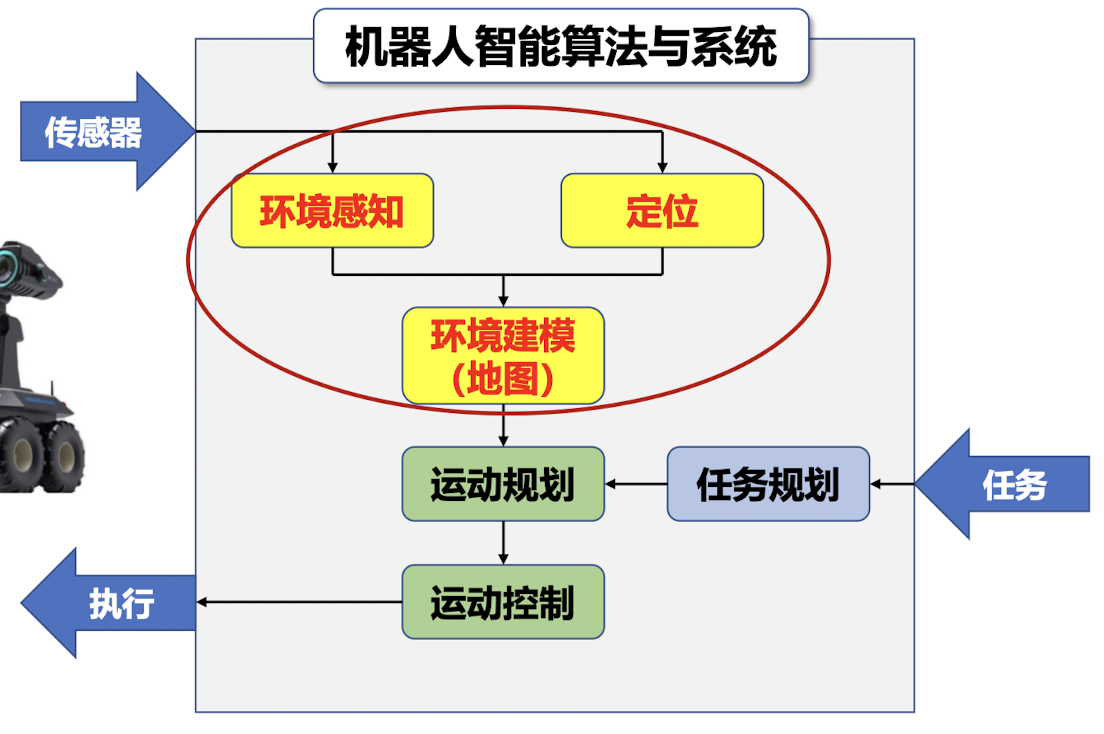 机器人智能算法与系统
传感器
环境感知
定位
环境建模
（地图）
运动规划
任务规划
任务
执行
运动控制